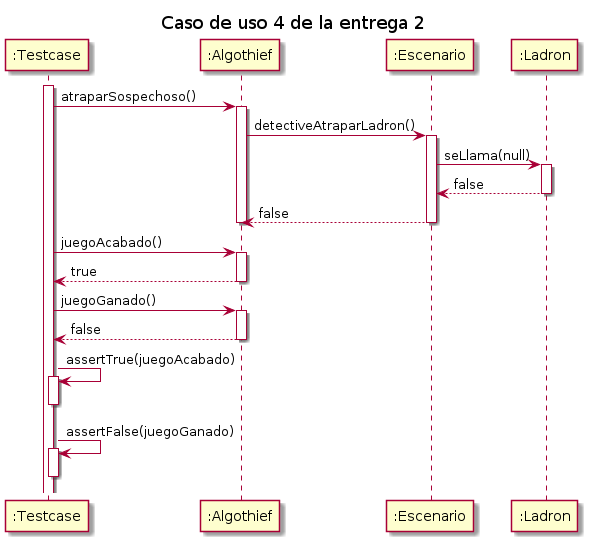 Caso de uso 4 de la entrega 2
:Testcase :Algothief :Escenario :Ladron
atraparSospechoso()
detectiveAtraparLadron()
seLlama(null)
false
false
juegoAcabado()
true
juegoGanado()
false
assertTrue(juegoAcabado)
assertFalse(juegoGanado)
:Testcase :Algothief :Escenario :Ladron